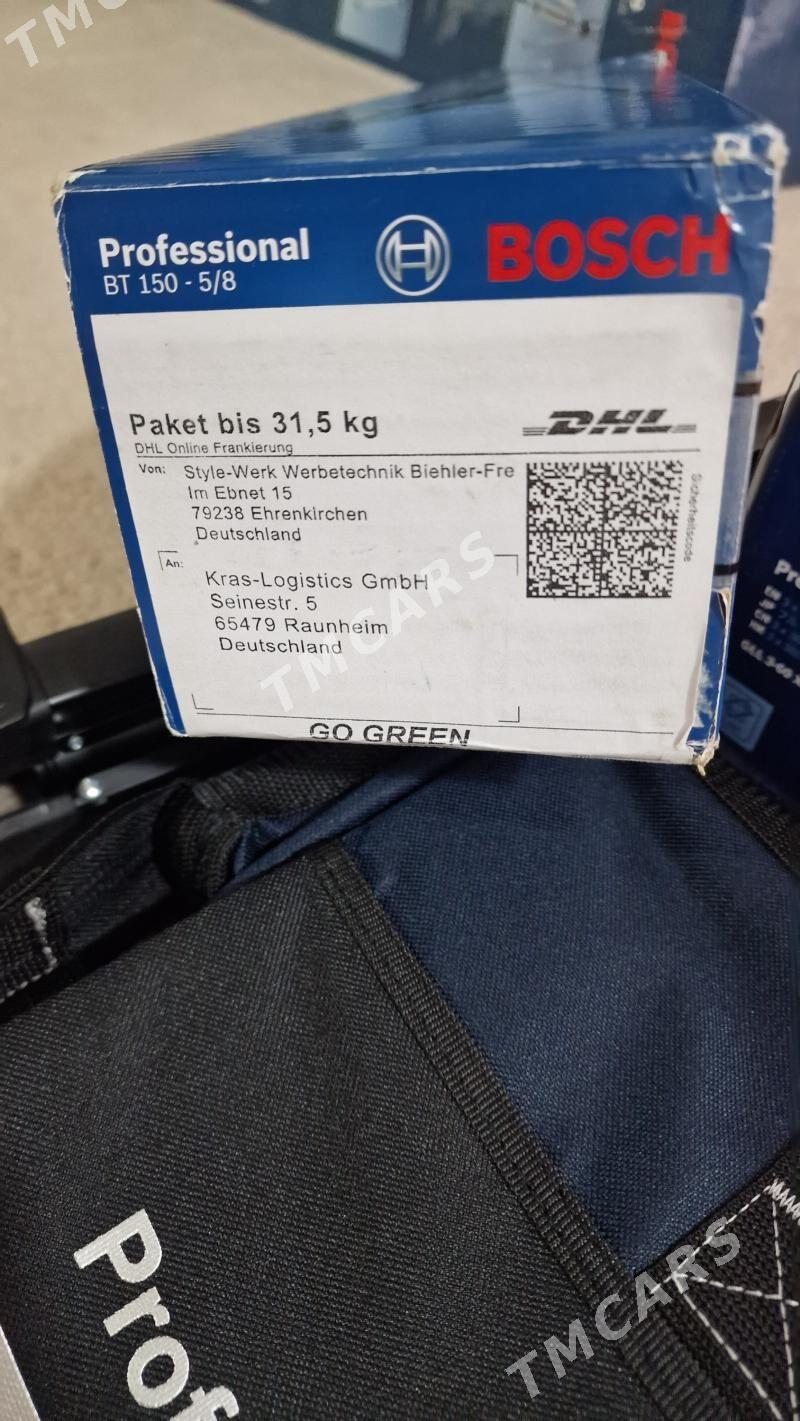 TMCARS
Professional
BT 150 - 5/8
BOSCH
Paket bis 31,5 kg
DHL
DHL Online Frankierung
Von: Style-Werk Werbetechnik Biehler-Fre
Im Ebnet 15
79238 Ehrenkirchen
Deutschland
Sicherheitscode
An: Kras-Logistics GmbH
Seinestr. 5
65479 Raunheim
Deutschland
TMCARS
GO GREEN
Prof
TMCARS